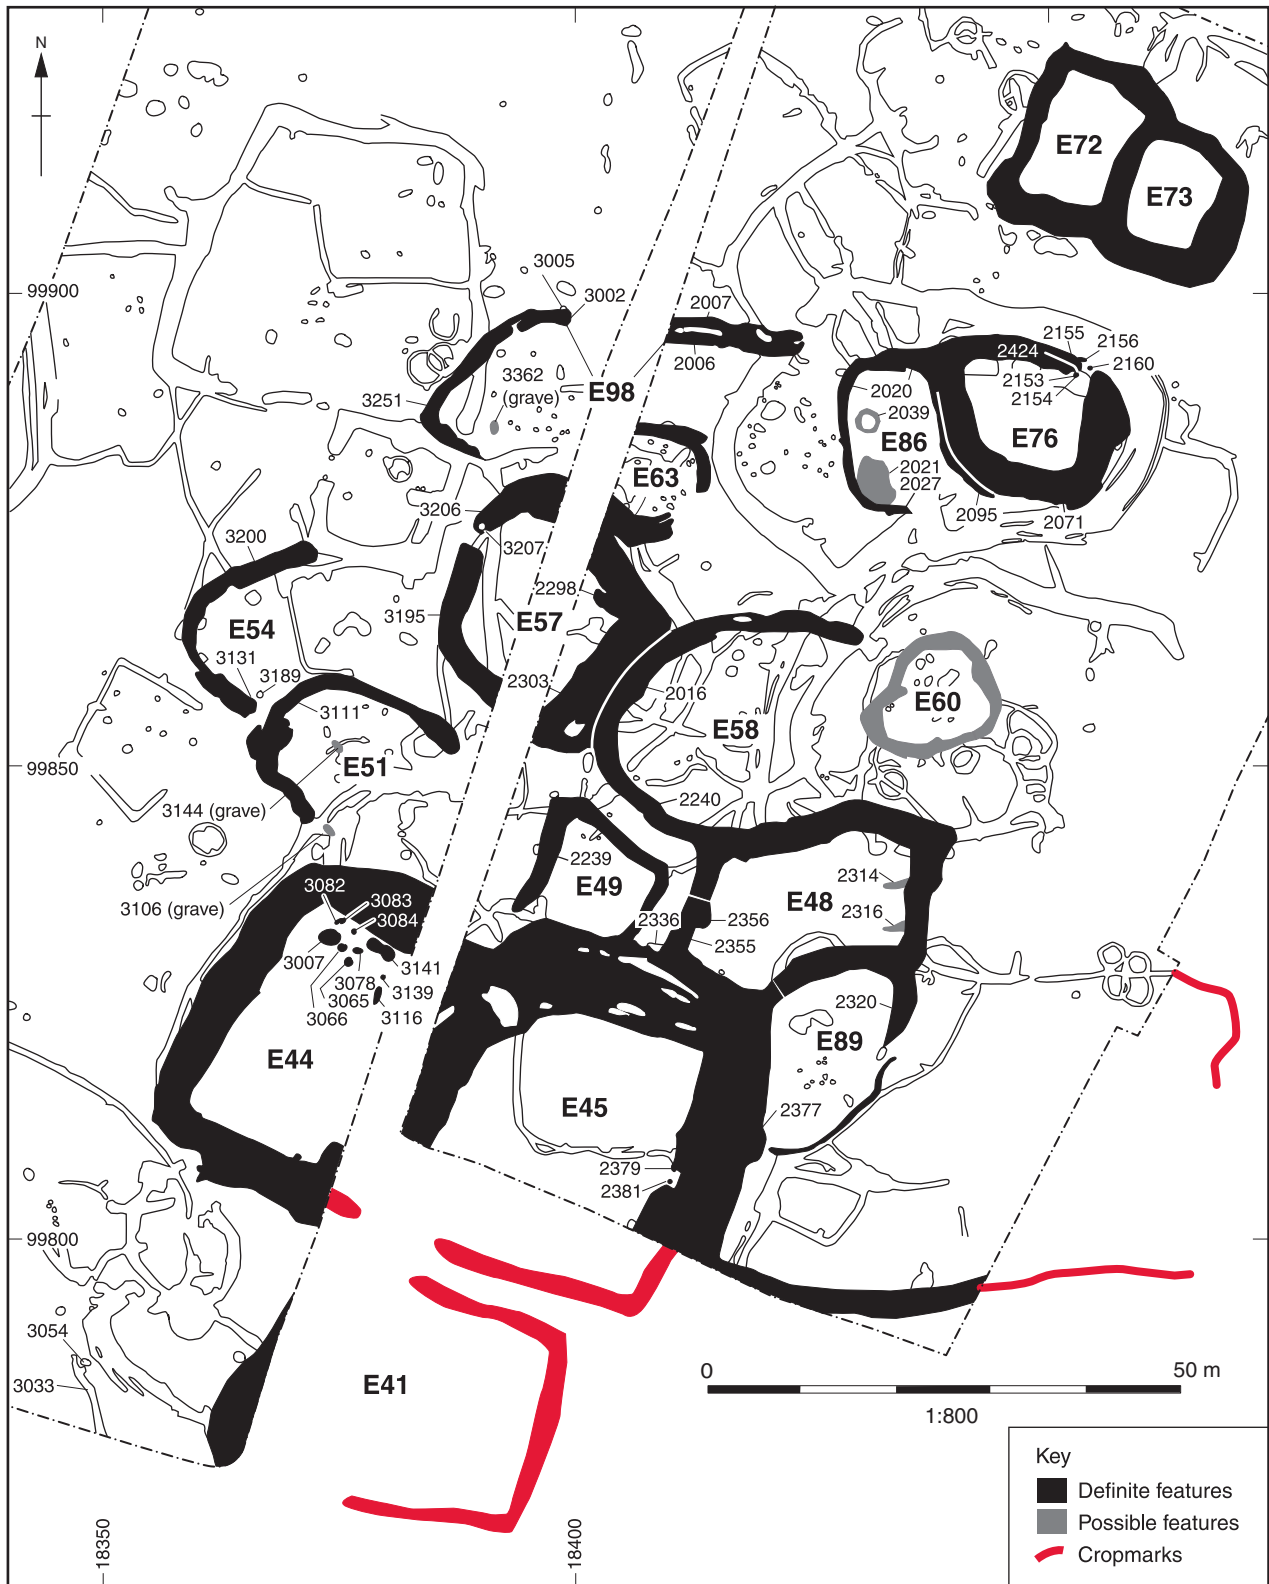 N
E72
E73
3005
3002
99900
2007
2155
2156
2424
2160
2006
3362
(grave)
2153
2154
E98
2020
3251
2039
E86
E76
2021
2027
E63
3206
2095
2071
3207
3200
2298
3195
E57
E54
3131
3189
2303
2016
E60
3111
E58
E51
99850
2240
3144 (grave)
2239
3082
E49
2314
3083
E48
3106 (grave)
3084
2336
2356
2316
2355
3007
3141
3078
3139
3065
2320
3066
3116
E89
E44
E45
2377
2379
2381
99800
3054
3033
E41
0
50 m
1:800
Key
Definite features
Possible features
Cropmarks
18350
18400